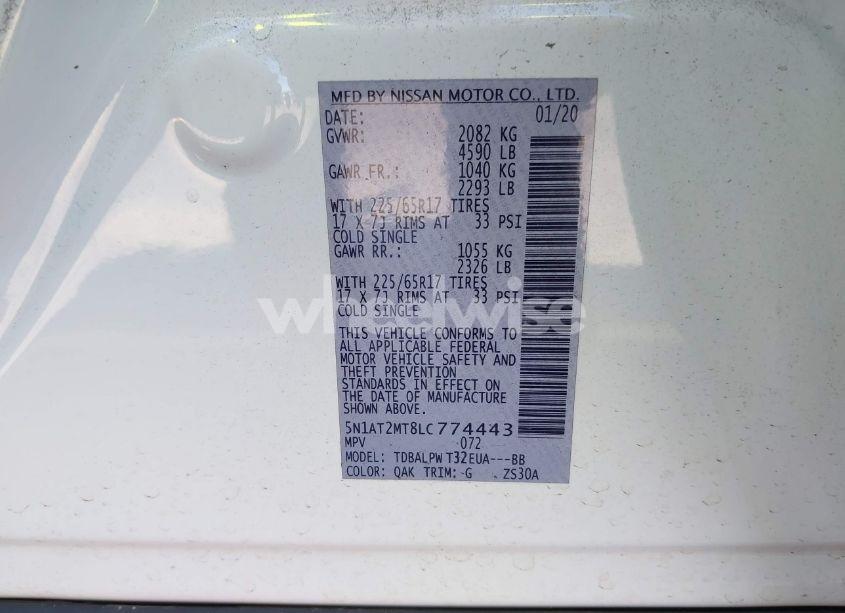 MFD BY NISSAN MOTOR CO., LTD.
DATE: 01/20
GVWR: 2082 KG
4590 LB
GAWR FR.: 1040 KG
2293 LB
WITH 225/65R17 TIRES
17 X 7J RIMS AT 33 PSI
COLD SINGLE
GAWR RR.: 1055 KG
2326 LB
WITH 225/65R17 TIRES
17 X 7J RIMS AT 33 PSI
COLD SINGLE
wheelwise
THIS VEHICLE CONFORMS TO
ALL APPLICABLE FEDERAL
MOTOR VEHICLE SAFETY AND
THEFT PREVENTION
STANDARDS IN EFFECT ON
THE DATE OF MANUFACTURE
SHOWN ABOVE.
5N1AT2MT8LC774443
MPV 072
MODEL: TDBALPW T32EUA---BB
COLOR: QAK TRIM: G ZS30A